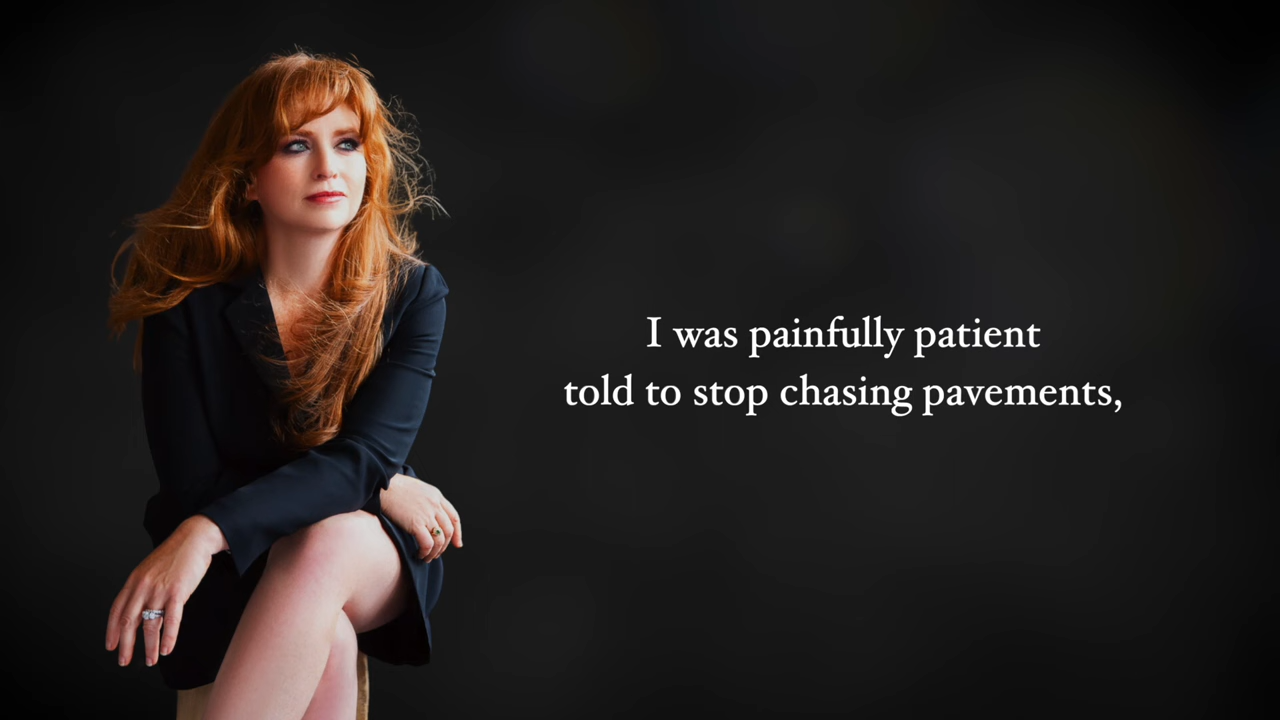 I was painfully patient
told to stop chasing pavements,